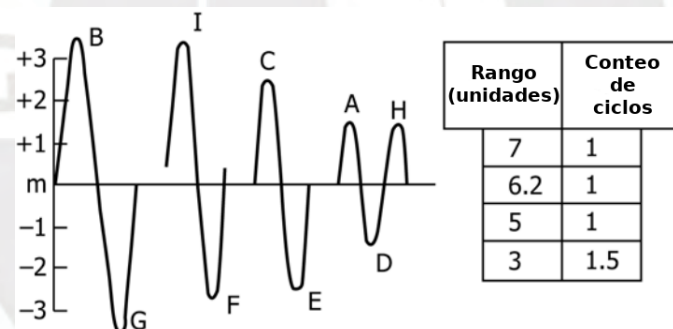 I
B
+3
C
+2
A
H
+1
m
−1
−2
D
−3
G
F
E
Rango (unidades)
Conteo de ciclos
7 1
6.2 1
5 1
3 1.5